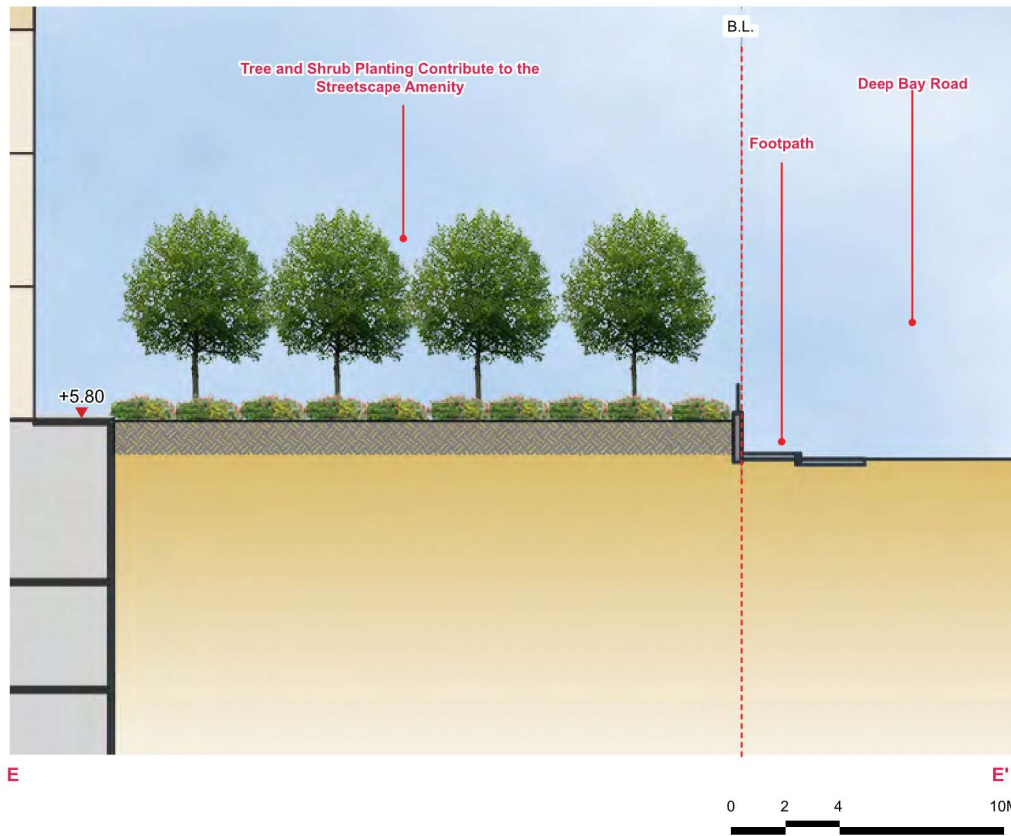 B.L.
Tree and Shrub Planting Contribute to the
Streetscape Amenity
Deep Bay Road
Footpath
+5.80
E
E'
0 2 4 10M